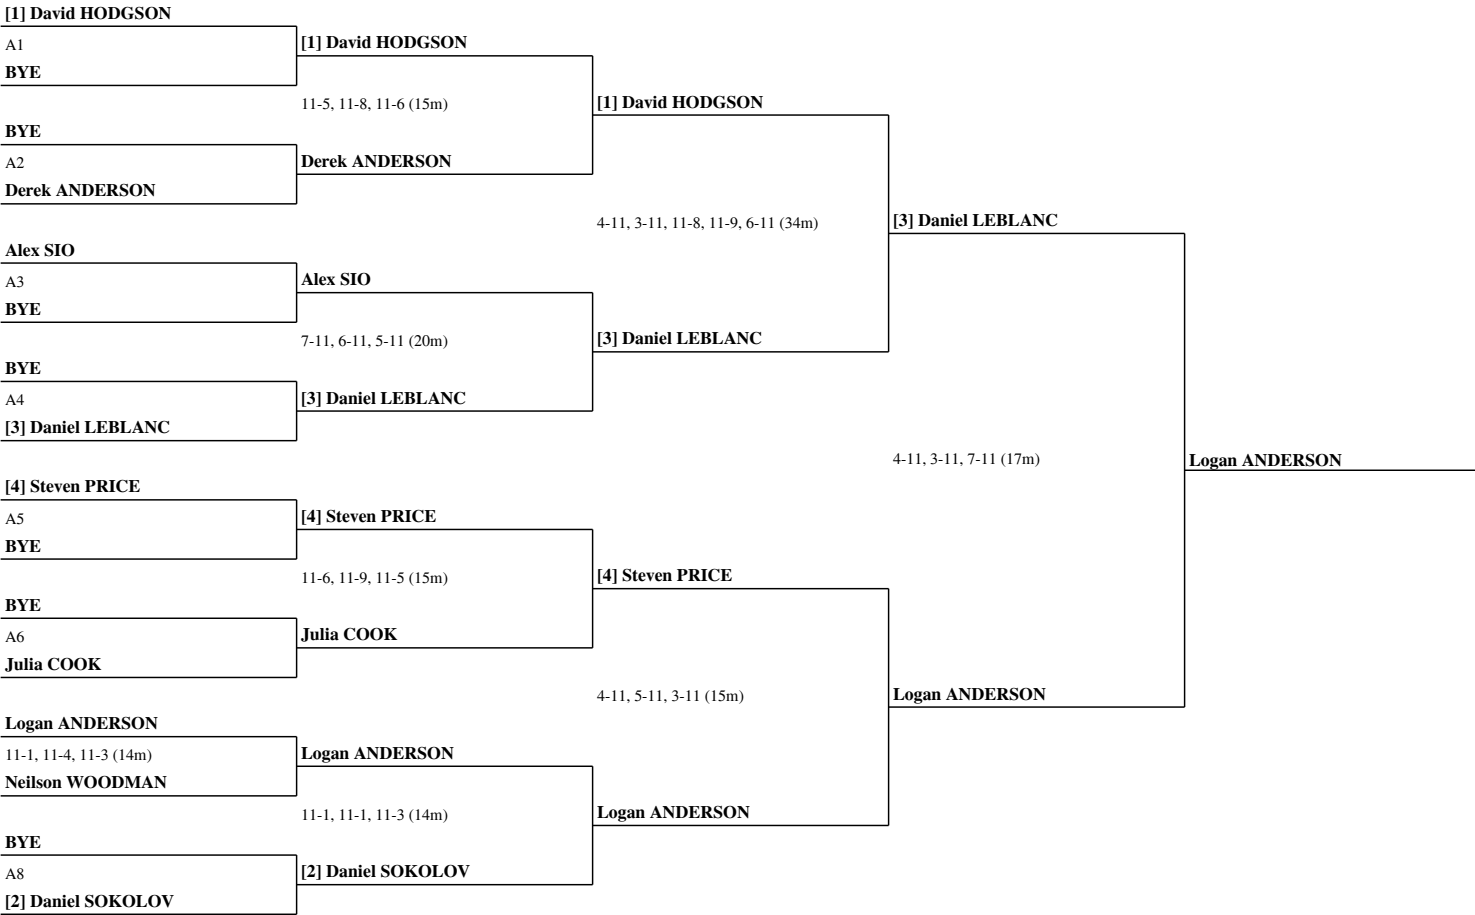 [1] David HODGSON
A1
BYE
BYE
A2
Derek ANDERSON
Alex SIO
A3
BYE
BYE
A4
[3] Daniel LEBLANC
[4] Steven PRICE
A5
BYE
BYE
A6
Julia COOK
Logan ANDERSON
11-1, 11-4, 11-3 (14m)
Neilson WOODMAN
BYE
A8
[2] Daniel SOKOLOV
[1] David HODGSON
11-5, 11-8, 11-6 (15m)
Derek ANDERSON
Alex SIO
7-11, 6-11, 5-11 (20m)
[3] Daniel LEBLANC
[4] Steven PRICE
11-6, 11-9, 11-5 (15m)
Julia COOK
Logan ANDERSON
11-1, 11-1, 11-3 (14m)
[2] Daniel SOKOLOV
[1] David HODGSON
4-11, 3-11, 11-8, 11-9, 6-11 (34m)
[3] Daniel LEBLANC
[4] Steven PRICE
4-11, 5-11, 3-11 (15m)
Logan ANDERSON
[3] Daniel LEBLANC
4-11, 3-11, 7-11 (17m)
Logan ANDERSON
Logan ANDERSON